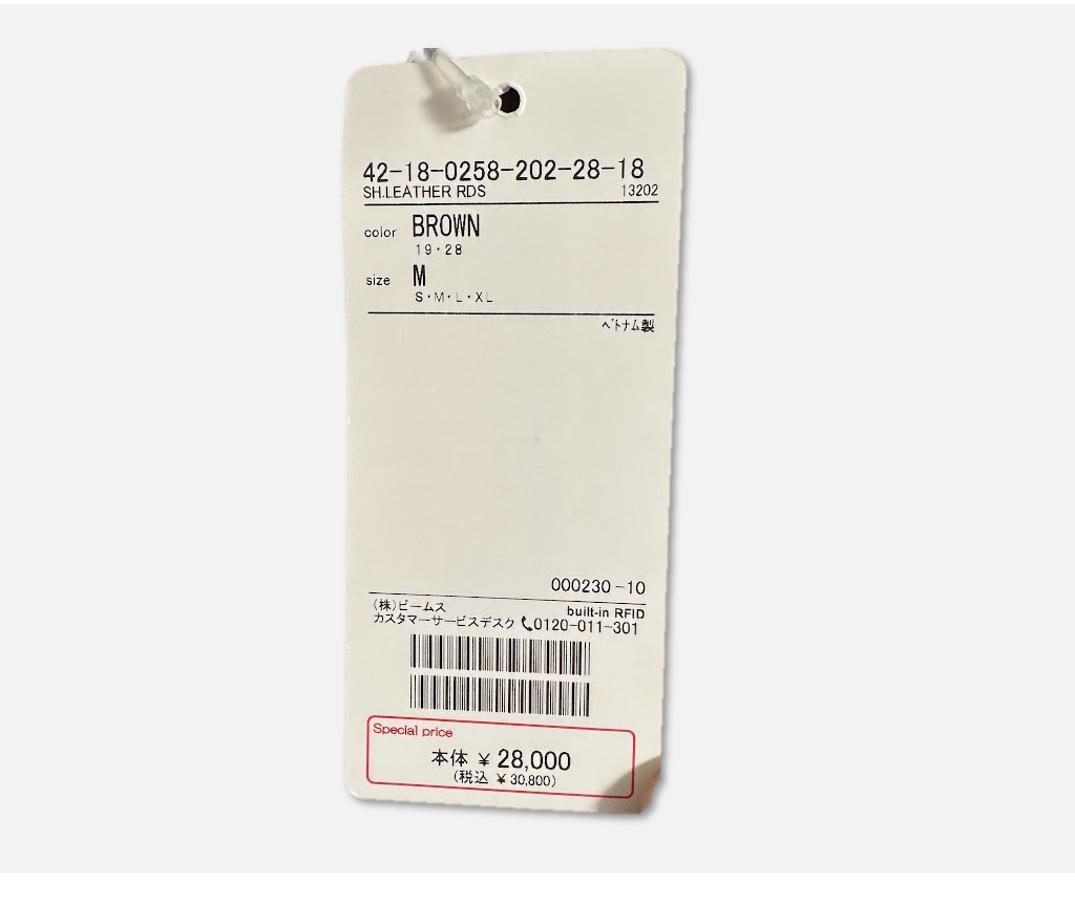 42-18-0258-202-28-18
SH.LEATHER RDS 13202
color BROWN
19・28
size M
S・M・L・XL
ベトナム製
000230-10
(株)ビームス built-in RFID
カスタマーサービスデスク 0120-011-301
Special price
本体 ¥ 28,000
(税込 ¥ 30,800)